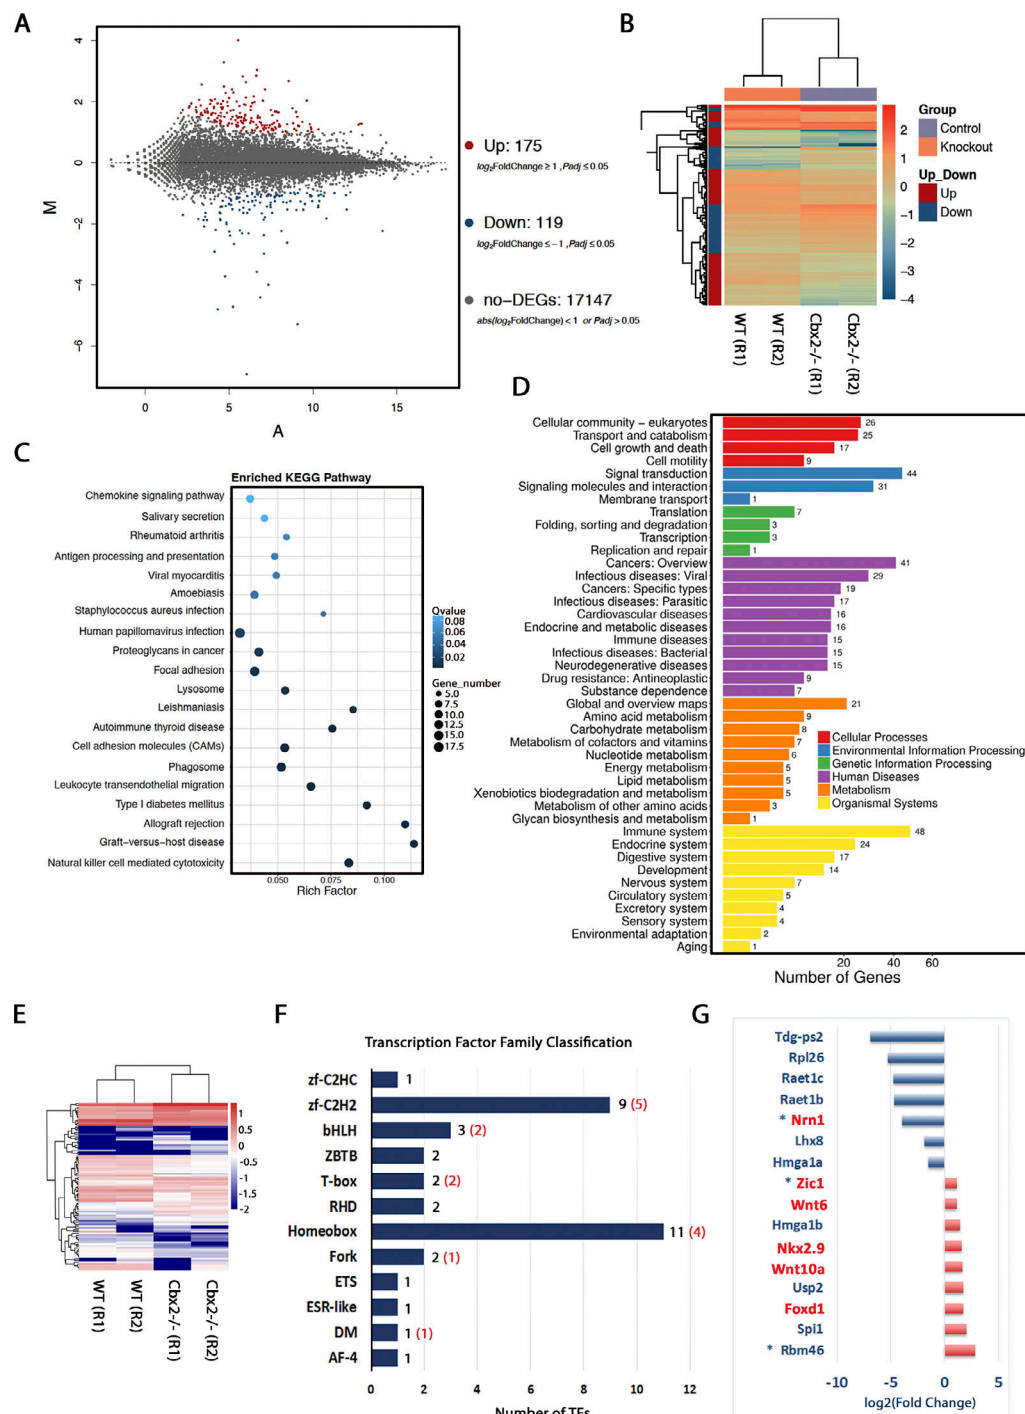 A
M
4
2
0
−2
−4
−6
0
5
10
15
A
Up: 175
log₂FoldChange ≥ 1 ,Padj ≤ 0.05
Down: 119
log₂FoldChange ≤ −1 ,Padj ≤ 0.05
no−DEGs: 17147
abs(log₂FoldChange) < 1 or Padj > 0.05
B
2
1
0
−1
−2
−3
−4
Group
Control
Knockout
Up_Down
Up
Down
WT (R1)
WT (R2)
Cbx2-/- (R1)
Cbx2-/- (R2)
C
Enriched KEGG Pathway
Chemokine signaling pathway
Salivary secretion
Rheumatoid arthritis
Antigen processing and presentation
Viral myocarditis
Amoebiasis
Staphylococcus aureus infection
Human papillomavirus infection
Proteoglycans in cancer
Focal adhesion
Lysosome
Leishmaniasis
Autoimmune thyroid disease
Cell adhesion molecules (CAMs)
Phagosome
Leukocyte transendothelial migration
Type I diabetes mellitus
Allograft rejection
Graft−versus−host disease
Natural killer cell mediated cytotoxicity
0.050
0.075
0.100
Rich Factor
Qvalue
0.08
0.06
0.04
0.02
Gene_number
5.0
7.5
10.0
12.5
15.0
17.5
D
Cellular community − eukaryotes 26
Transport and catabolism 25
Cell growth and death 17
Cell motility 9
Signal transduction 44
Signaling molecules and interaction 31
Membrane transport 1
Translation 7
Folding, sorting and degradation 3
Transcription 3
Replication and repair 1
Cancers: Overview 41
Infectious diseases: Viral 29
Cancers: Specific types 19
Infectious diseases: Parasitic 17
Cardiovascular diseases 16
Endocrine and metabolic diseases 16
Immune diseases 15
Infectious diseases: Bacterial 15
Neurodegenerative diseases 15
Drug resistance: Antineoplastic 9
Substance dependence 7
Global and overview maps 21
Amino acid metabolism 9
Carbohydrate metabolism 8
Metabolism of cofactors and vitamins 7
Nucleotide metabolism 6
Energy metabolism 5
Lipid metabolism 5
Xenobiotics biodegradation and metabolism 5
Metabolism of other amino acids 3
Glycan biosynthesis and metabolism 1
Immune system 48
Endocrine system 24
Digestive system 17
Development 14
Nervous system 7
Circulatory system 5
Excretory system 4
Sensory system 4
Environmental adaptation 2
Aging 1
20
40
60
Number of Genes
Cellular Processes
Environmental Information Processing
Genetic Information Processing
Human Diseases
Metabolism
Organismal Systems
E
1
0.5
0
−0.5
−1
−1.5
−2
WT (R1)
WT (R2)
Cbx2-/- (R1)
Cbx2-/- (R2)
F
Transcription Factor Family Classification
zf-C2HC 1
zf-C2H2 9 (5)
bHLH 3 (2)
ZBTB 2
T-box 2 (2)
RHD 2
Homeobox 11 (4)
Fork 2 (1)
ETS 1
ESR-like 1
DM 1 (1)
AF-4 1
0 2 4 6 8 10 12
Number of TFs
G
Tdg-ps2
Rpl26
Raet1c
Raet1b
* Nrn1
Lhx8
Hmga1a
* Zic1
Wnt6
Hmga1b
Nkx2.9
Wnt10a
Usp2
Foxd1
Spi1
* Rbm46
-10 -5 0 5
log2(Fold Change)